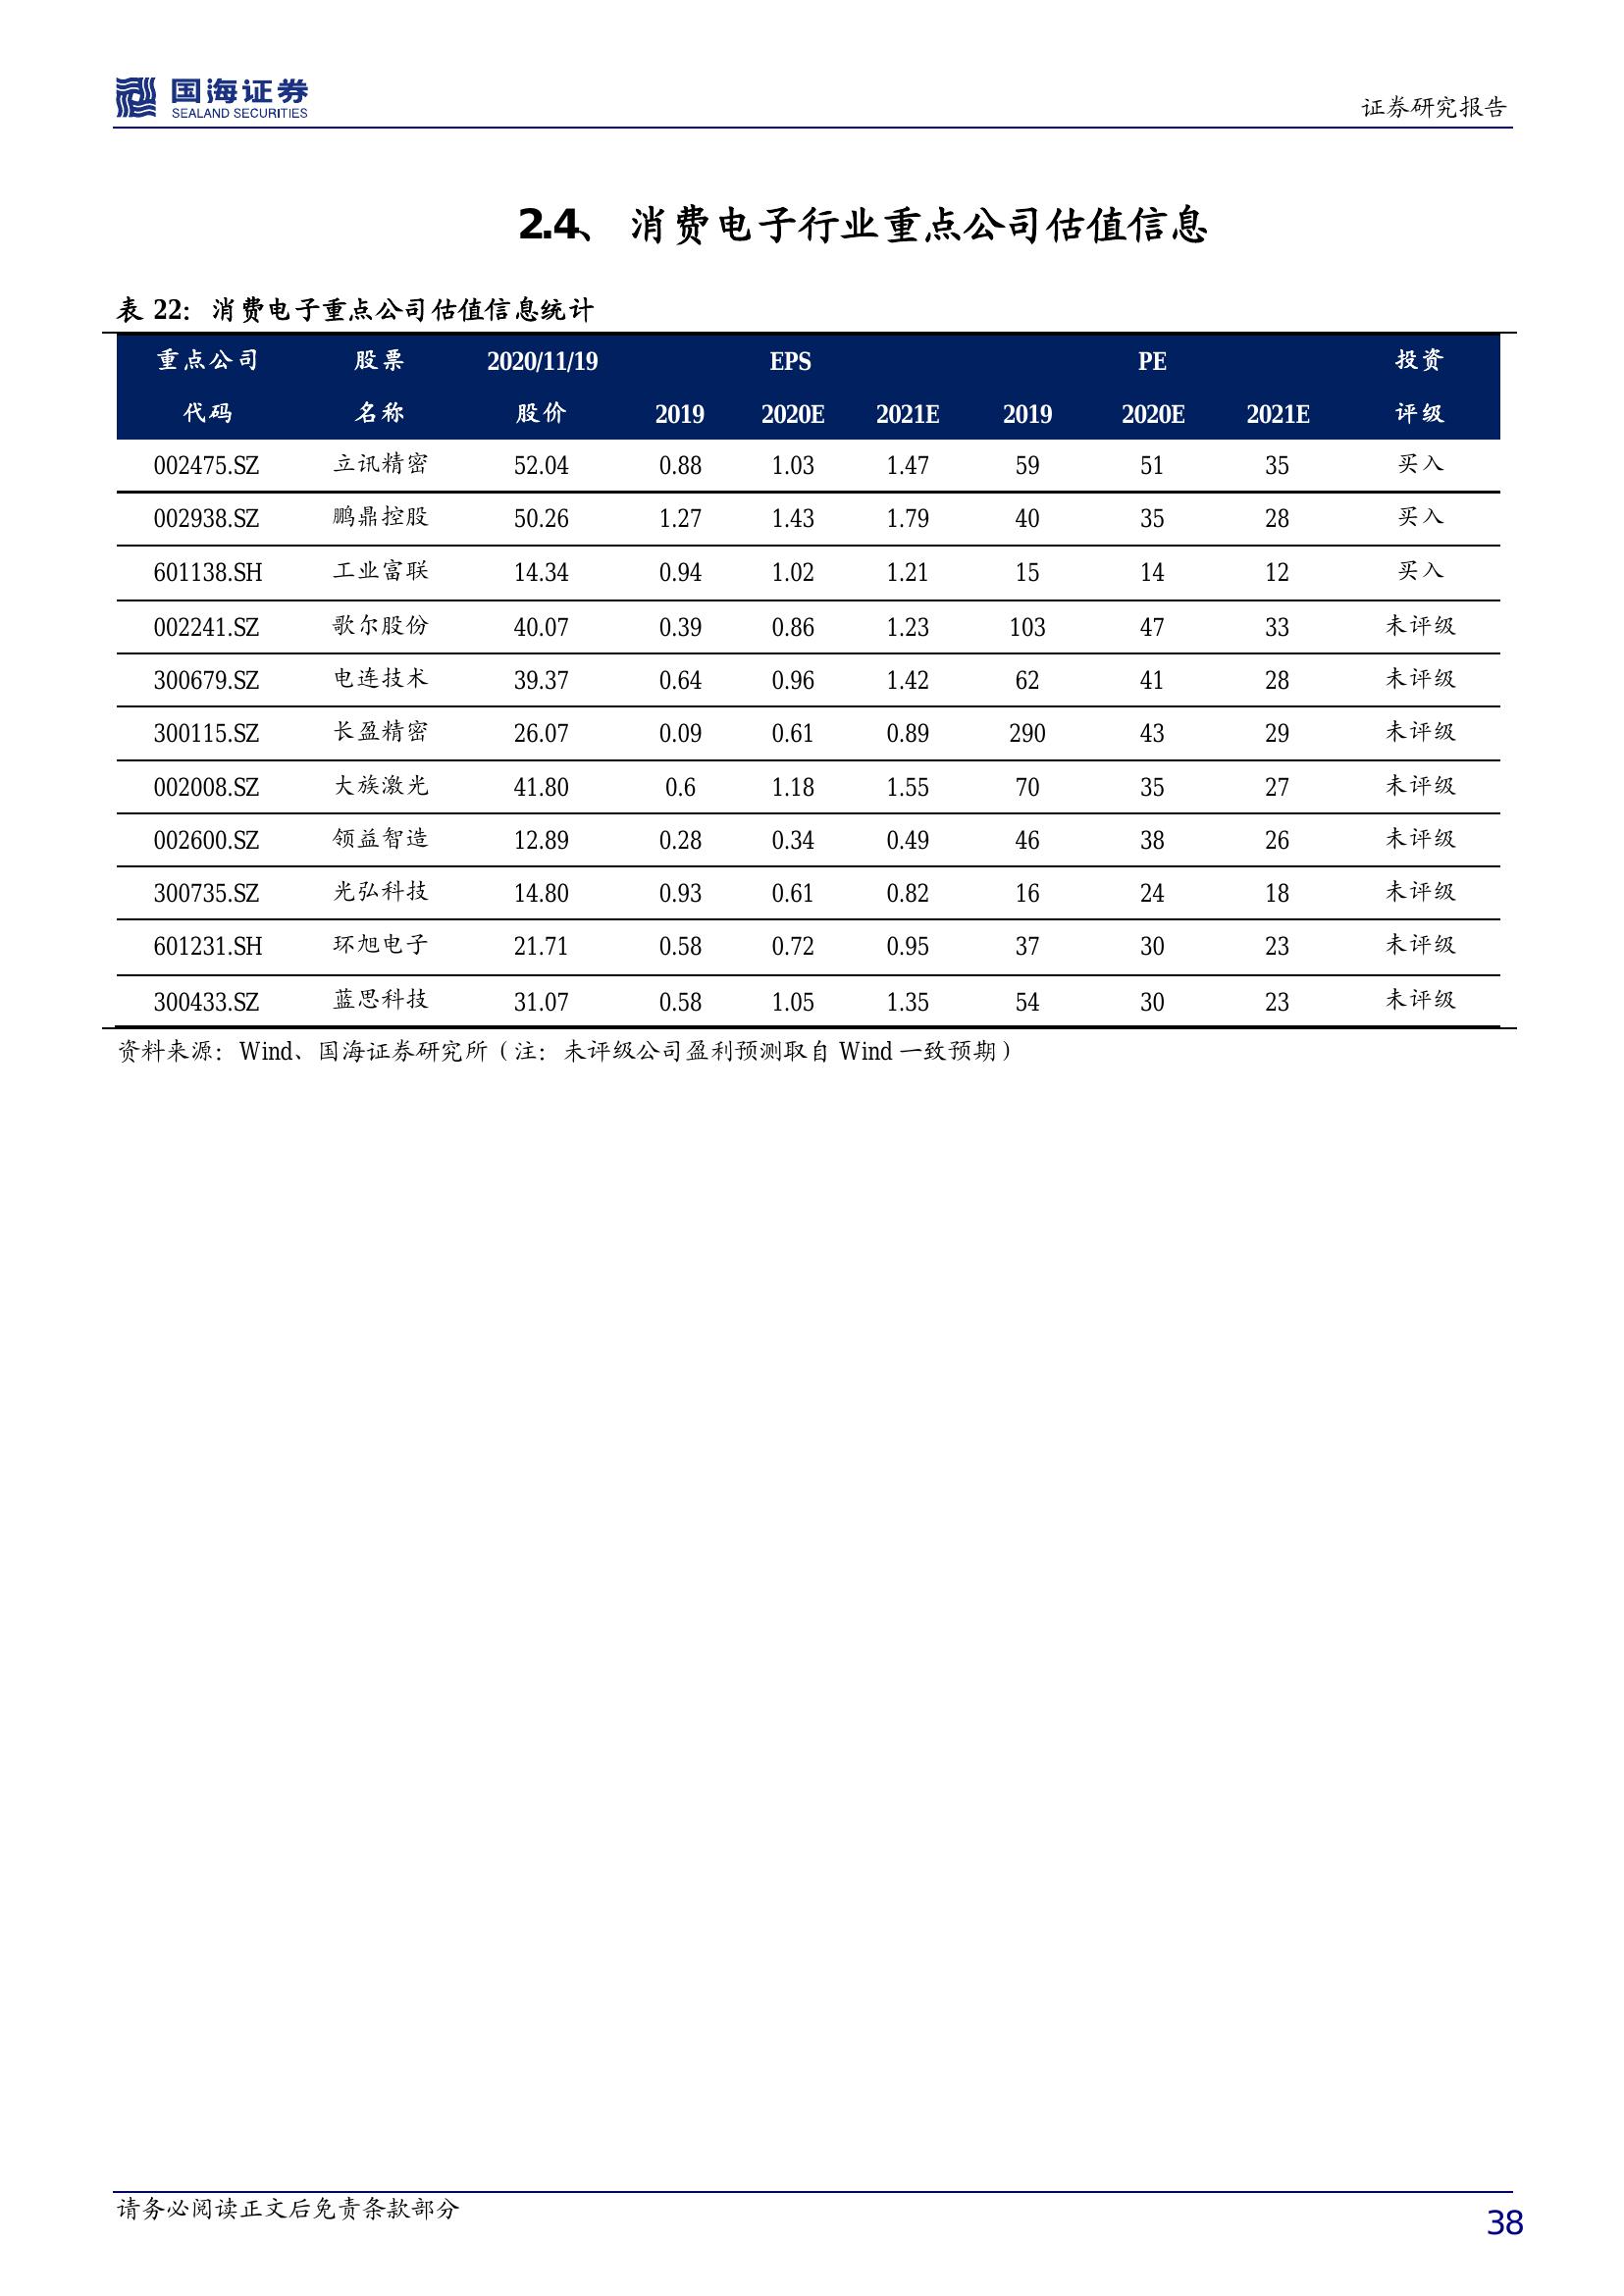 国海证券
SEALAND SECURITIES
证券研究报告
2.4、 消费电子行业重点公司估值信息
表 22：消费电子重点公司估值信息统计
重点公司 股票 2020/11/19 EPS PE 投资
代码 名称 股价 2019 2020E 2021E 2019 2020E 2021E 评级
002475.SZ 立讯精密 52.04 0.88 1.03 1.47 59 51 35 买入
002938.SZ 鹏鼎控股 50.26 1.27 1.43 1.79 40 35 28 买入
601138.SH 工业富联 14.34 0.94 1.02 1.21 15 14 12 买入
002241.SZ 歌尔股份 40.07 0.39 0.86 1.23 103 47 33 未评级
300679.SZ 电连技术 39.37 0.64 0.96 1.42 62 41 28 未评级
300115.SZ 长盈精密 26.07 0.09 0.61 0.89 290 43 29 未评级
002008.SZ 大族激光 41.80 0.6 1.18 1.55 70 35 27 未评级
002600.SZ 领益智造 12.89 0.28 0.34 0.49 46 38 26 未评级
300735.SZ 光弘科技 14.80 0.93 0.61 0.82 16 24 18 未评级
601231.SH 环旭电子 21.71 0.58 0.72 0.95 37 30 23 未评级
300433.SZ 蓝思科技 31.07 0.58 1.05 1.35 54 30 23 未评级
资料来源：Wind、国海证券研究所（注：未评级公司盈利预测取自 Wind 一致预期）
请务必阅读正文后免责条款部分
38